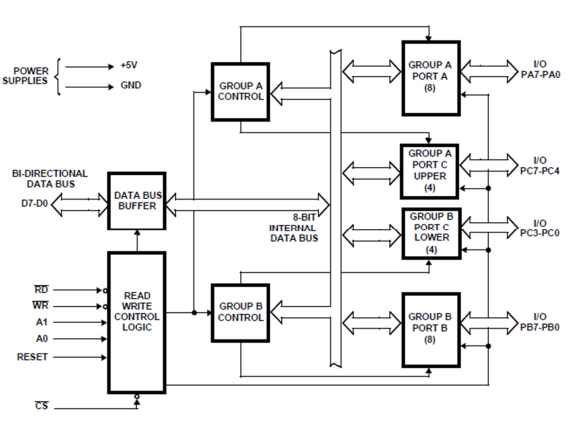 POWER
SUPPLIES
+5V
GND
GROUP A
CONTROL
GROUP A
PORT A
(8)
I/O
PA7-PA0
GROUP A
PORT C
UPPER
(4)
I/O
PC7-PC4
BI-DIRECTIONAL
DATA BUS
D7-D0
DATA BUS
BUFFER
8-BIT
INTERNAL
DATA BUS
GROUP B
PORT C
LOWER
(4)
I/O
PC3-PC0
RD
WR
A1
A0
RESET
CS
READ
WRITE
CONTROL
LOGIC
GROUP B
CONTROL
GROUP B
PORT B
(8)
I/O
PB7-PB0